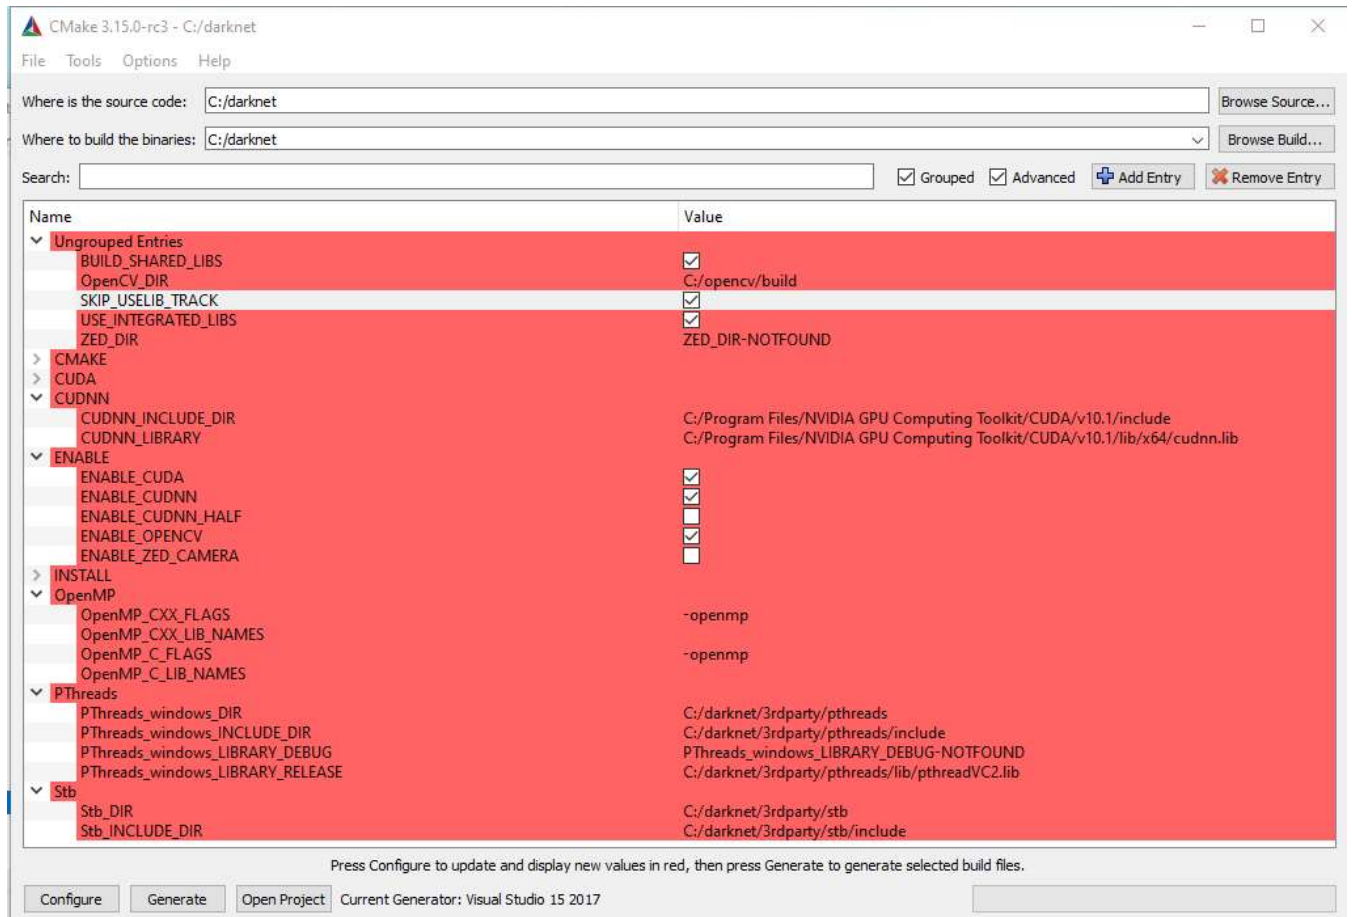 CMake 3.15.0-rc3 - C:/darknet
File Tools Options Help
Where is the source code: C:/darknet Browse Source...
Where to build the binaries: C:/darknet Browse Build...
Search: Grouped Advanced Add Entry Remove Entry
Name Value
Ungrouped Entries
BUILD_SHARED_LIBS
OpenCV_DIR C:/opencv/build
SKIP_USELIB_TRACK
USE_INTEGRATED_LIBS
ZED_DIR ZED_DIR-NOTFOUND
CMAKE
CUDA
CUDNN
CUDNN_INCLUDE_DIR C:/Program Files/NVIDIA GPU Computing Toolkit/CUDA/v10.1/include
CUDNN_LIBRARY C:/Program Files/NVIDIA GPU Computing Toolkit/CUDA/v10.1/lib/x64/cudnn.lib
ENABLE
ENABLE_CUDA
ENABLE_CUDNN
ENABLE_CUDNN_HALF
ENABLE_OPENCV
ENABLE_ZED_CAMERA
INSTALL
OpenMP
OpenMP_CXX_FLAGS -openmp
OpenMP_CXX_LIB_NAMES
OpenMP_C_FLAGS -openmp
OpenMP_C_LIB_NAMES
PThreads
PThreads_windows_DIR C:/darknet/3rdparty/pthreads
PThreads_windows_INCLUDE_DIR C:/darknet/3rdparty/pthreads/include
PThreads_windows_LIBRARY_DEBUG PThreads_windows_LIBRARY_DEBUG-NOTFOUND
PThreads_windows_LIBRARY_RELEASE C:/darknet/3rdparty/pthreads/lib/pthreadVC2.lib
Stb
Stb_DIR C:/darknet/3rdparty/stb
Stb_INCLUDE_DIR C:/darknet/3rdparty/stb/include
Press Configure to update and display new values in red, then press Generate to generate selected build files.
Configure Generate Open Project Current Generator: Visual Studio 15 2017